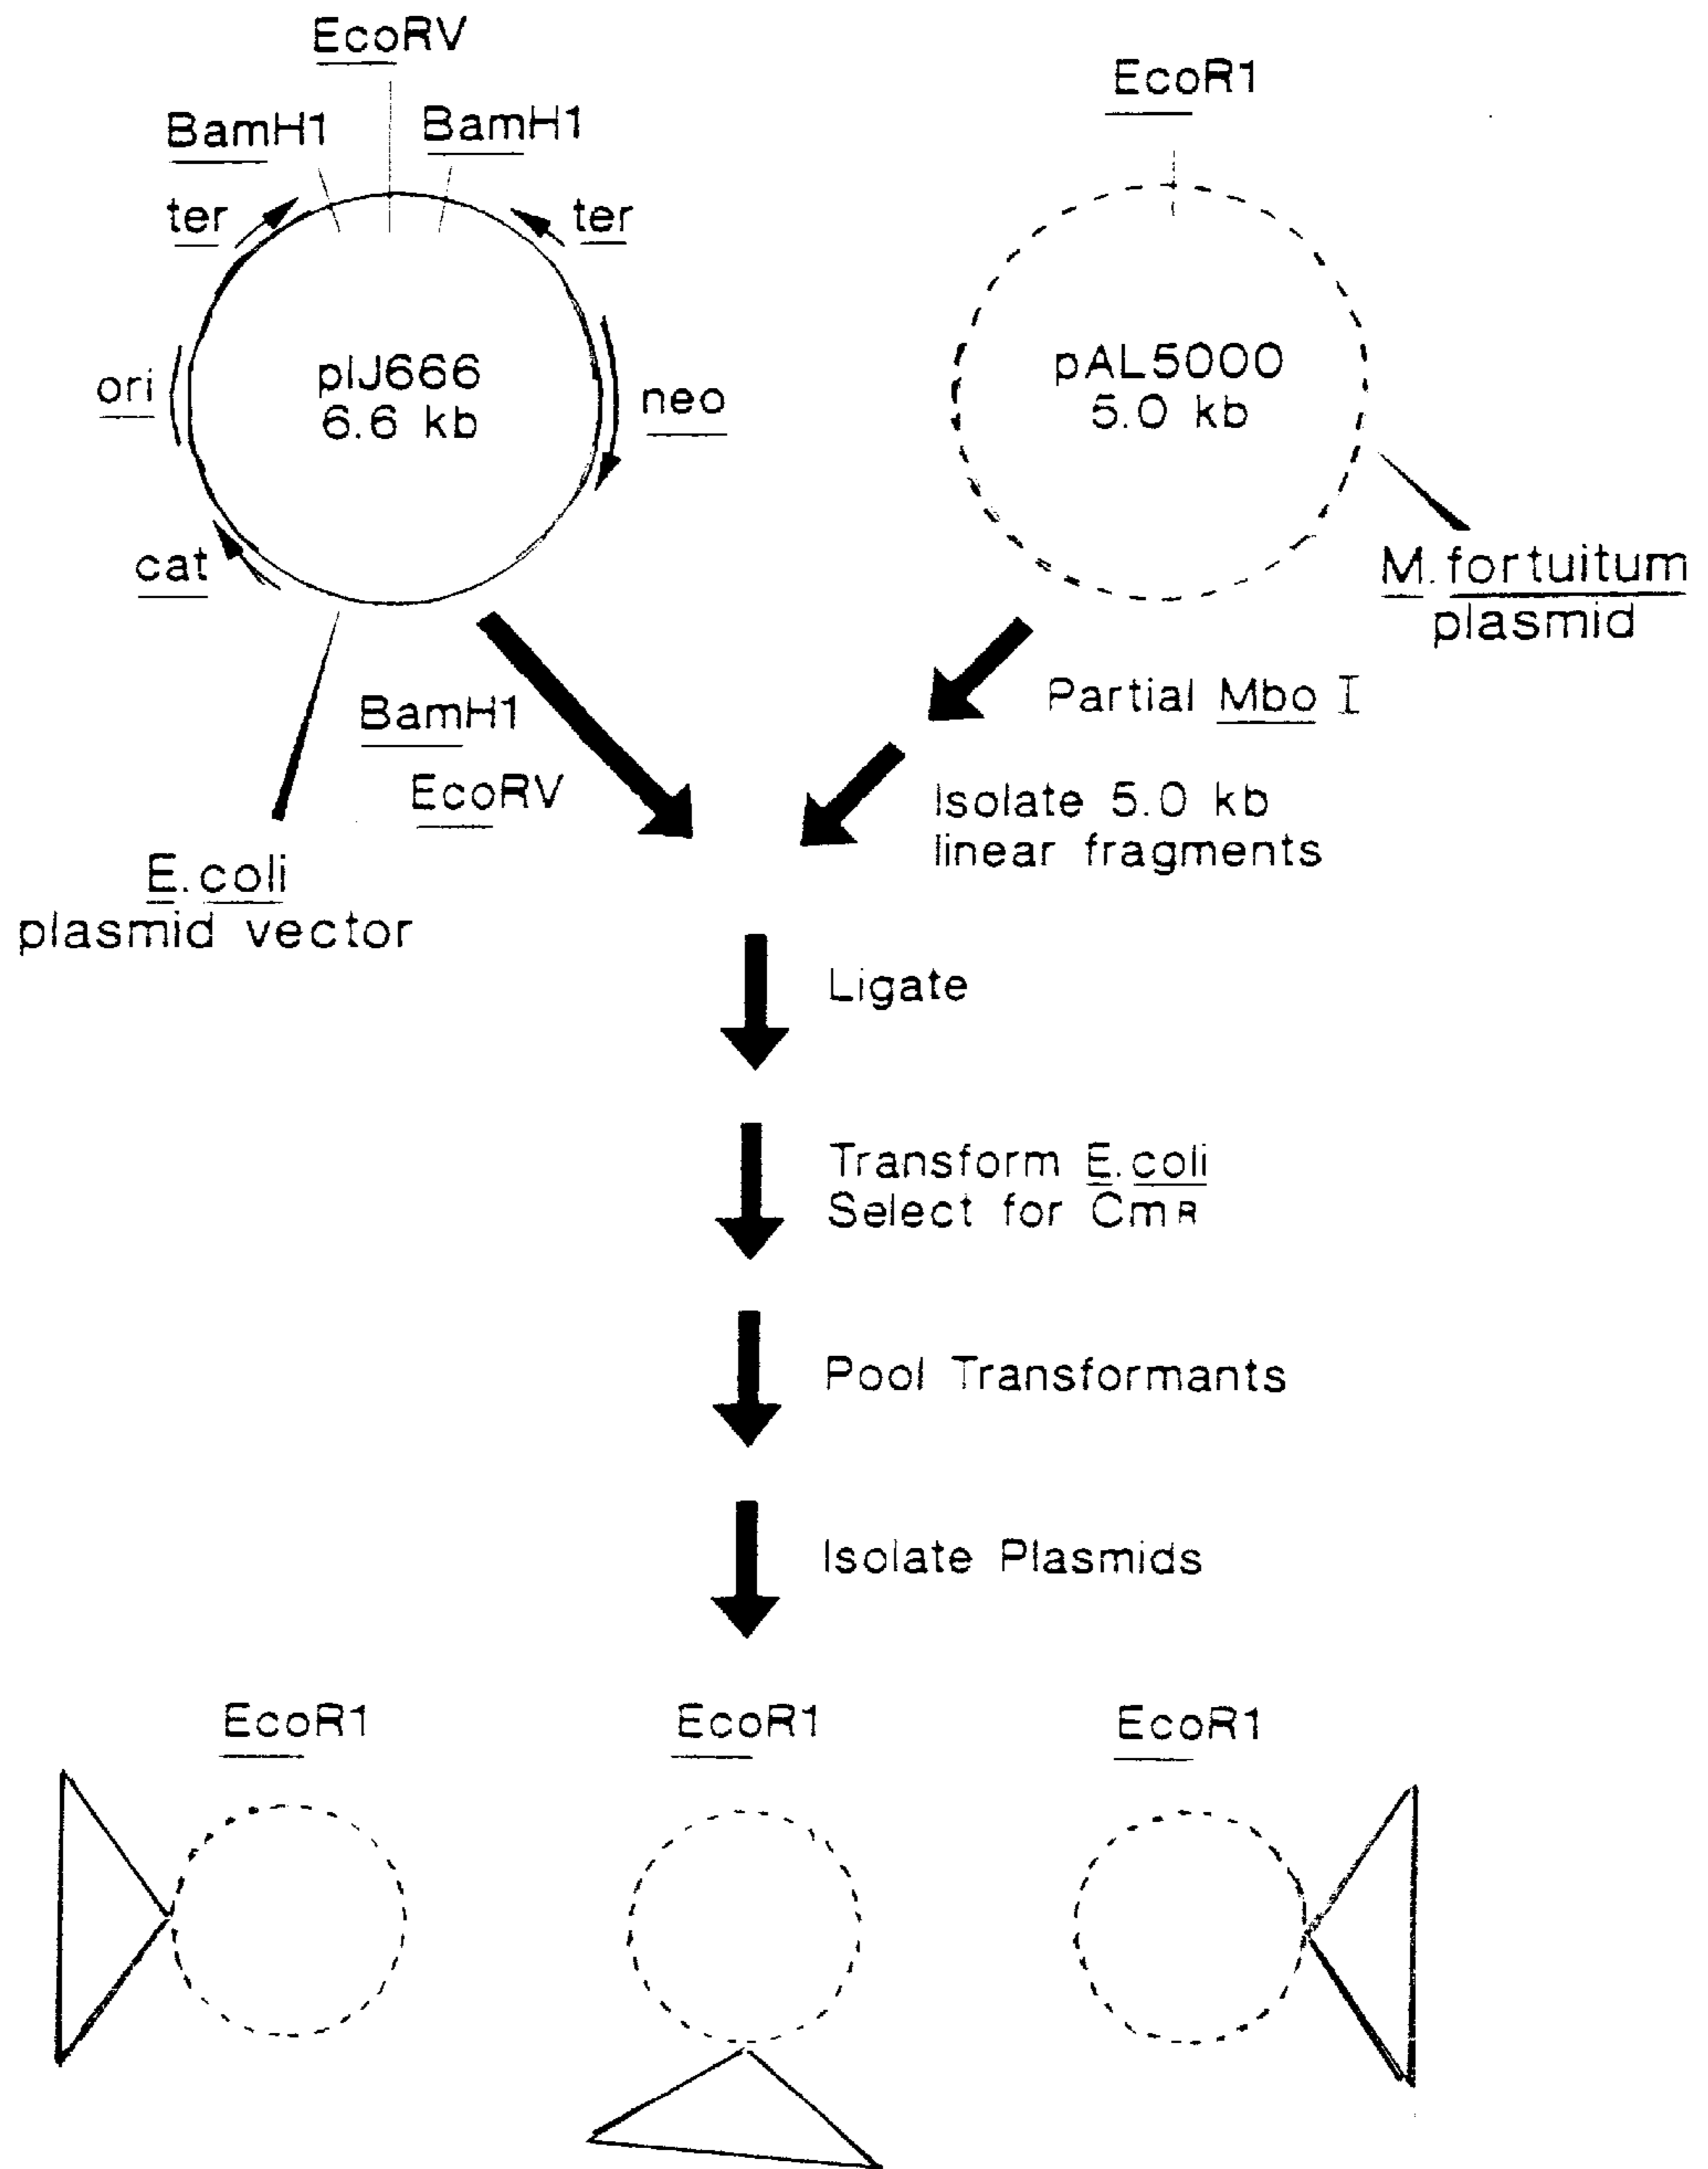 EcoRV
BamH1
BamH1
ter
ter
ori
pIJ666
6.6 kb
neo
cat
EcoR1
pAL5000
5.0 kb
M.fortuitum
plasmid
BamH1
EcoRV
E.coli
plasmid vector
Partial Mbo I
Isolate 5.0 kb
linear fragments
Ligate
Transform E.coli
Select for CmR
Pool Transformants
Isolate Plasmids
EcoR1
EcoR1
EcoR1